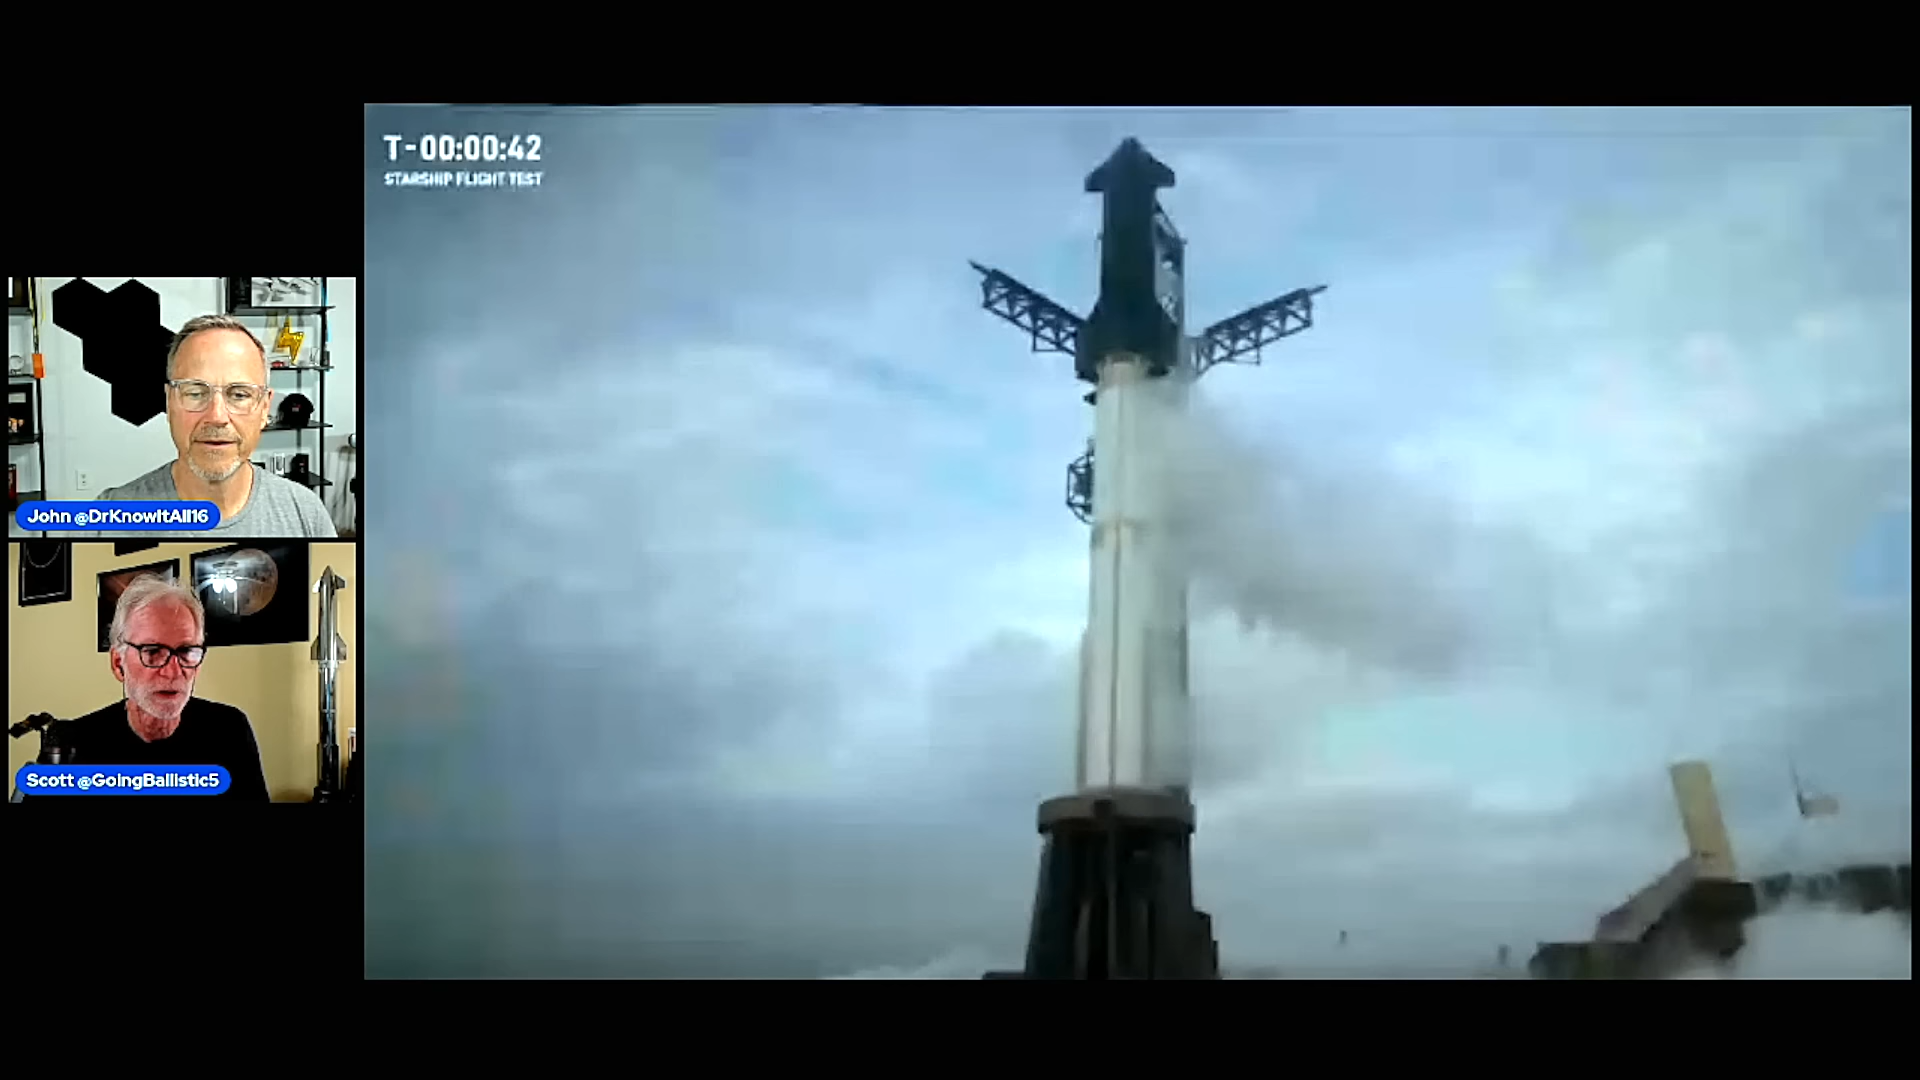 T-00:00:42
STARSHIP FLIGHT TEST
John @DrKnowItAll16
Scott @GoingBallistic5